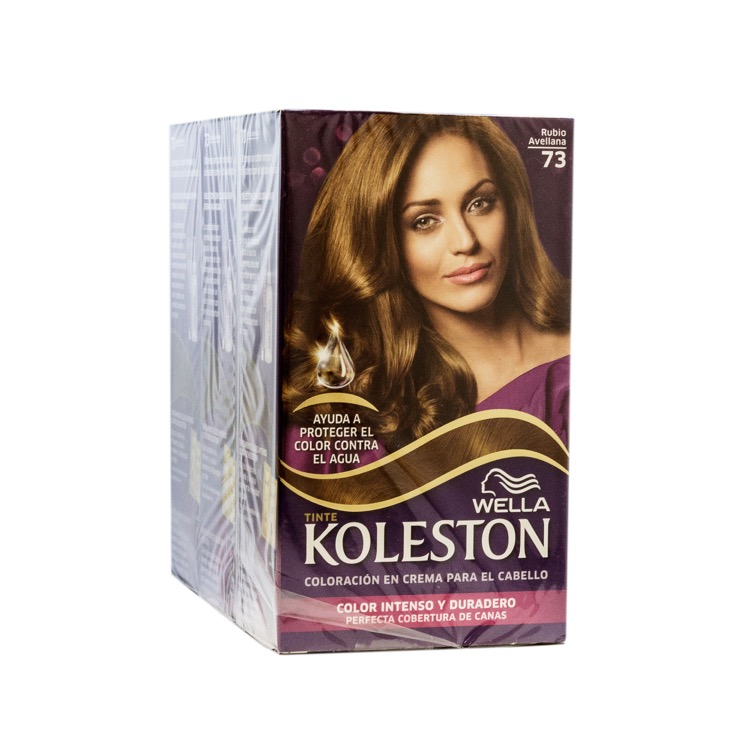 Rubio
Avellana
73
AYUDA A
PROTEGER EL
COLOR CONTRA
EL AGUA
WELLA
TINTE
KOLESTON
COLORACIÓN EN CREMA PARA EL CABELLO
COLOR INTENSO Y DURADERO
PERFECTA COBERTURA DE CANAS